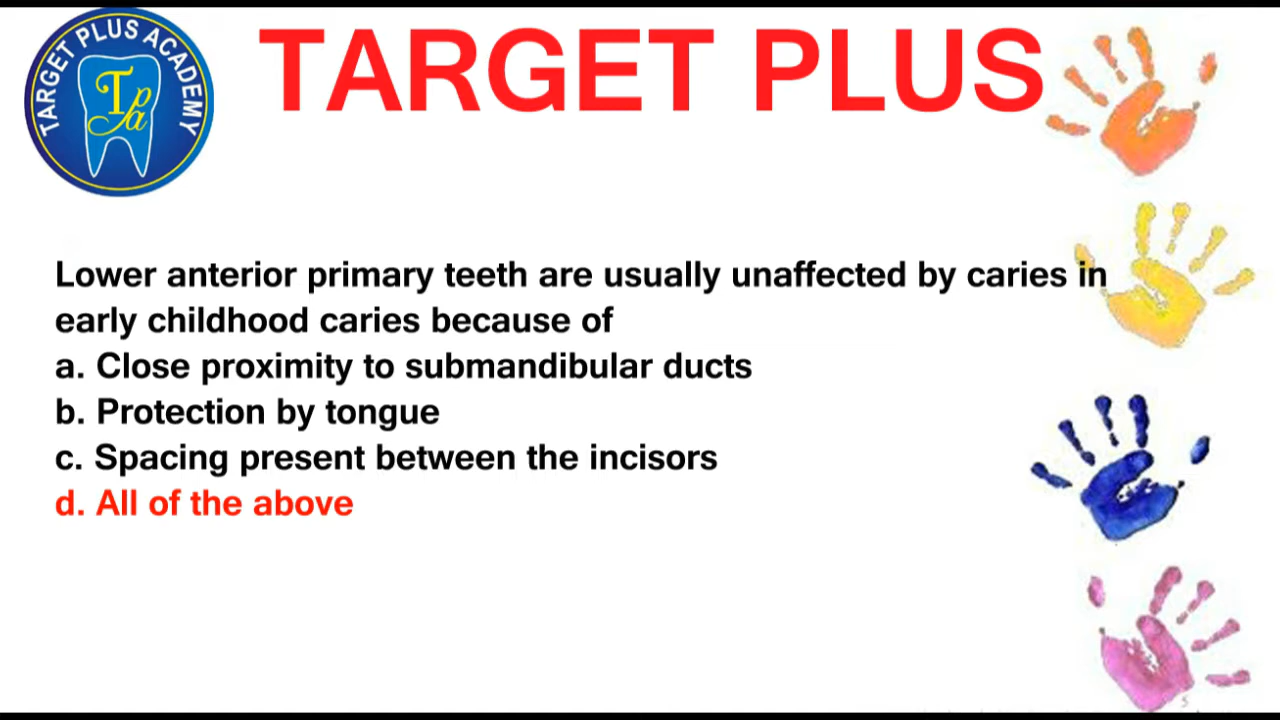 TARGET PLUS ACADEMY
Tpa
TARGET PLUS
Lower anterior primary teeth are usually unaffected by caries in
early childhood caries because of
a. Close proximity to submandibular ducts
b. Protection by tongue
c. Spacing present between the incisors
d. All of the above